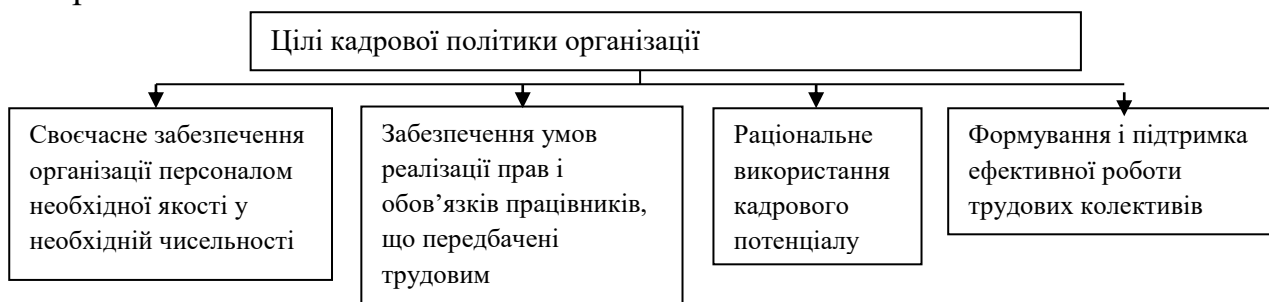 Цілі кадрової політики організації
Своєчасне забезпечення
організації персоналом
необхідної якості у
необхідній чисельності
Забезпечення умов
реалізації прав і
обов’язків працівників,
що передбачені
трудовим
Раціональне
використання
кадрового
потенціалу
Формування і підтримка
ефективної роботи
трудових колективів